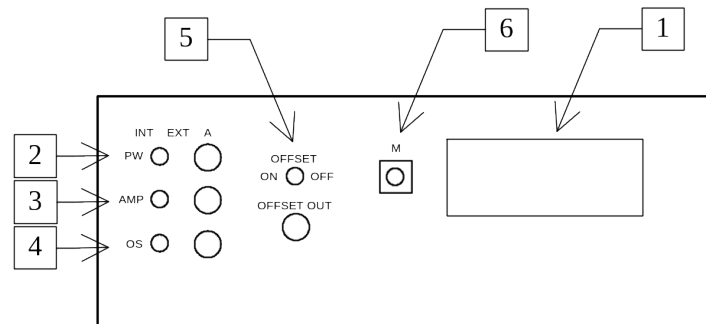 5
6
1
INT EXT A
2
PW
3
AMP
4
OS
OFFSET
ON OFF
OFFSET OUT
M